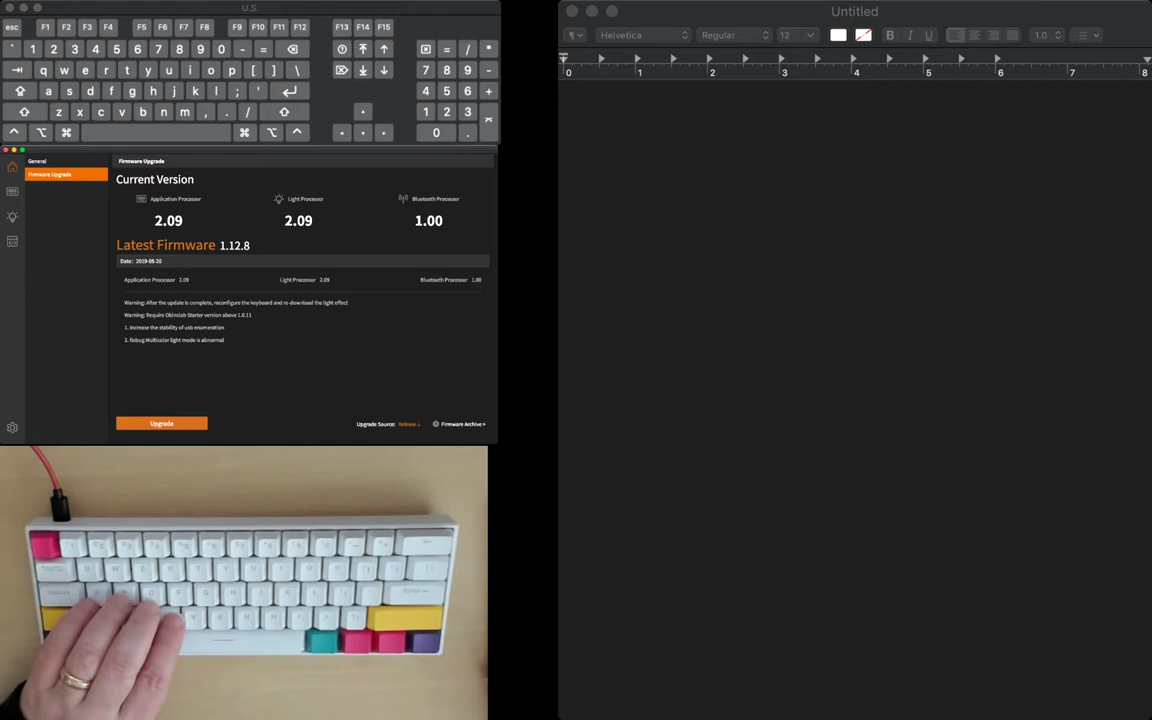 U.S.
esc F1 F2 F3 F4 F5 F6 F7 F8 F9 F10 F11 F12 F13 F14 F15
` 1 2 3 4 5 6 7 8 9 0 - = = / *
q w e r t y u i o p [ ] \ 7 8 9 -
a s d f g h j k l ; ' 4 5 6 +
z x c v b n m , . / 1 2 3
0 .
General
Firmware Upgrade
Firmware Upgrade
Current Version
Application Processor Light Processor Bluetooth Processor
2.09 2.09 1.00
Latest Firmware 1.12.8
Date: 2019-05-20
Application Processor 2.09 Light Processor 2.09 Bluetooth Processor 1.00
Warning: After the update is complete, reconfigure the keyboard and re-download the light effect
Warning: Require Obinslab Starter version above 1.0.11
1. Increase the stability of usb enumeration
2. fixbug:Multicolor light mode is abnormal
Upgrade
Upgrade Source: Release Firmware Archive >
Untitled
¶ Helvetica Regular 12 B I U 1.0
0 1 2 3 4 5 6 7 8